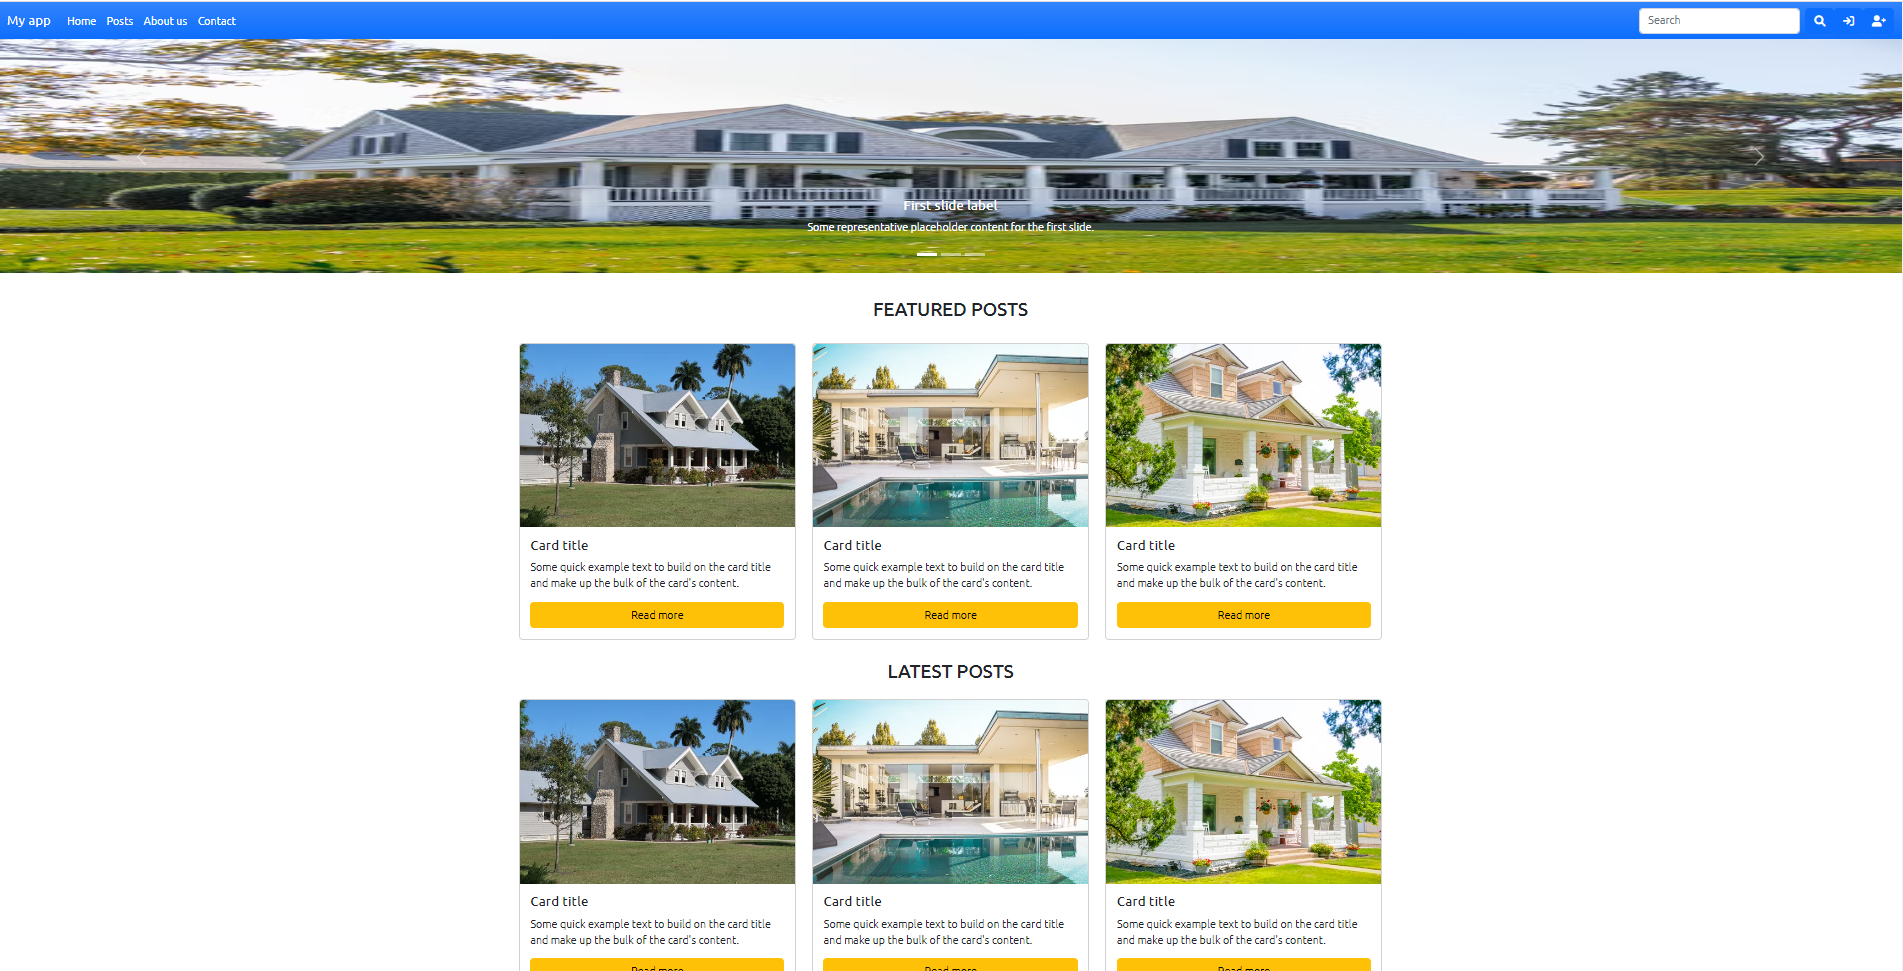 My app Home Posts About us Contact Search
First slide label
Some representative placeholder content for the first slide.
FEATURED POSTS
Card title
Some quick example text to build on the card title
and make up the bulk of the card's content.
Read more
Card title
Some quick example text to build on the card title
and make up the bulk of the card's content.
Read more
Card title
Some quick example text to build on the card title
and make up the bulk of the card's content.
Read more
LATEST POSTS
Card title
Some quick example text to build on the card title
and make up the bulk of the card's content.
Read more
Card title
Some quick example text to build on the card title
and make up the bulk of the card's content.
Read more
Card title
Some quick example text to build on the card title
and make up the bulk of the card's content.
Read more